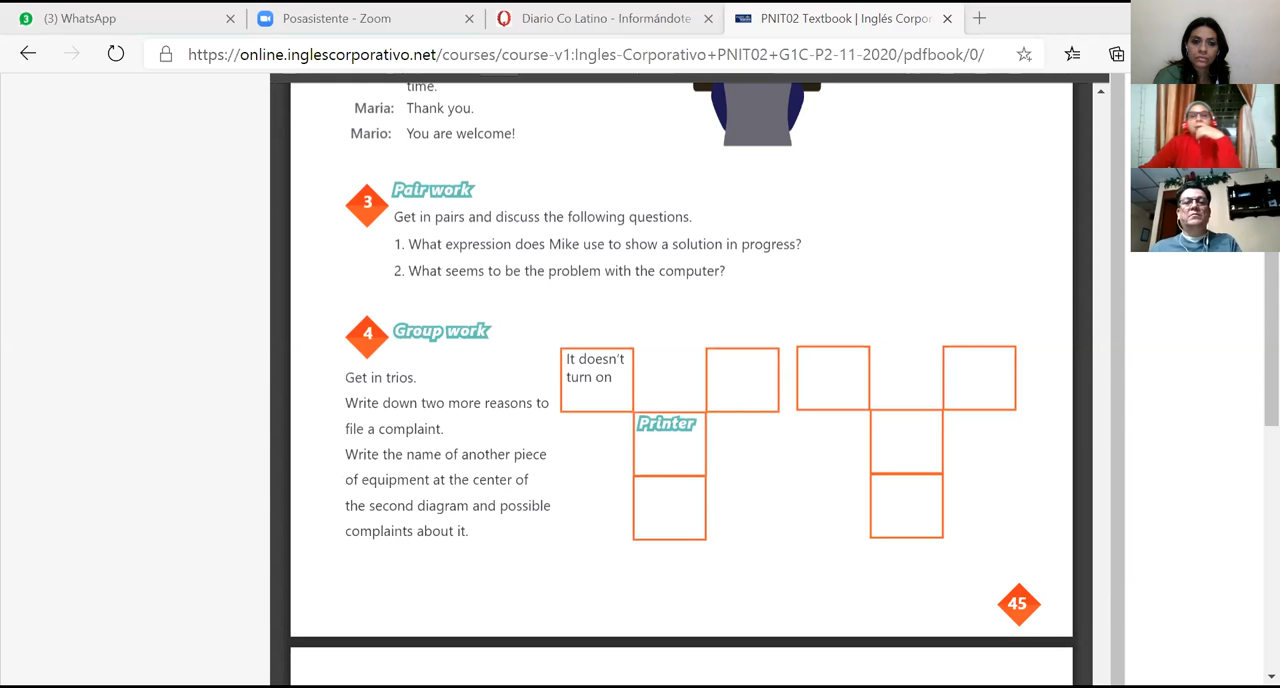 (3) WhatsApp
Posasistente - Zoom
Diario Co Latino - Informándote
PNIT02 Textbook | Inglés Corpor
https://online.inglescorporativo.net/courses/course-v1:Ingles-Corporativo+PNIT02+G1C-P2-11-2020/pdfbook/0/
time.
Maria: Thank you.
Mario: You are welcome!
3 Pair work
Get in pairs and discuss the following questions.
1. What expression does Mike use to show a solution in progress?
2. What seems to be the problem with the computer?
4 Group work
Get in trios.
Write down two more reasons to
file a complaint.
Write the name of another piece
of equipment at the center of
the second diagram and possible
complaints about it.
It doesn't
turn on
Printer
45